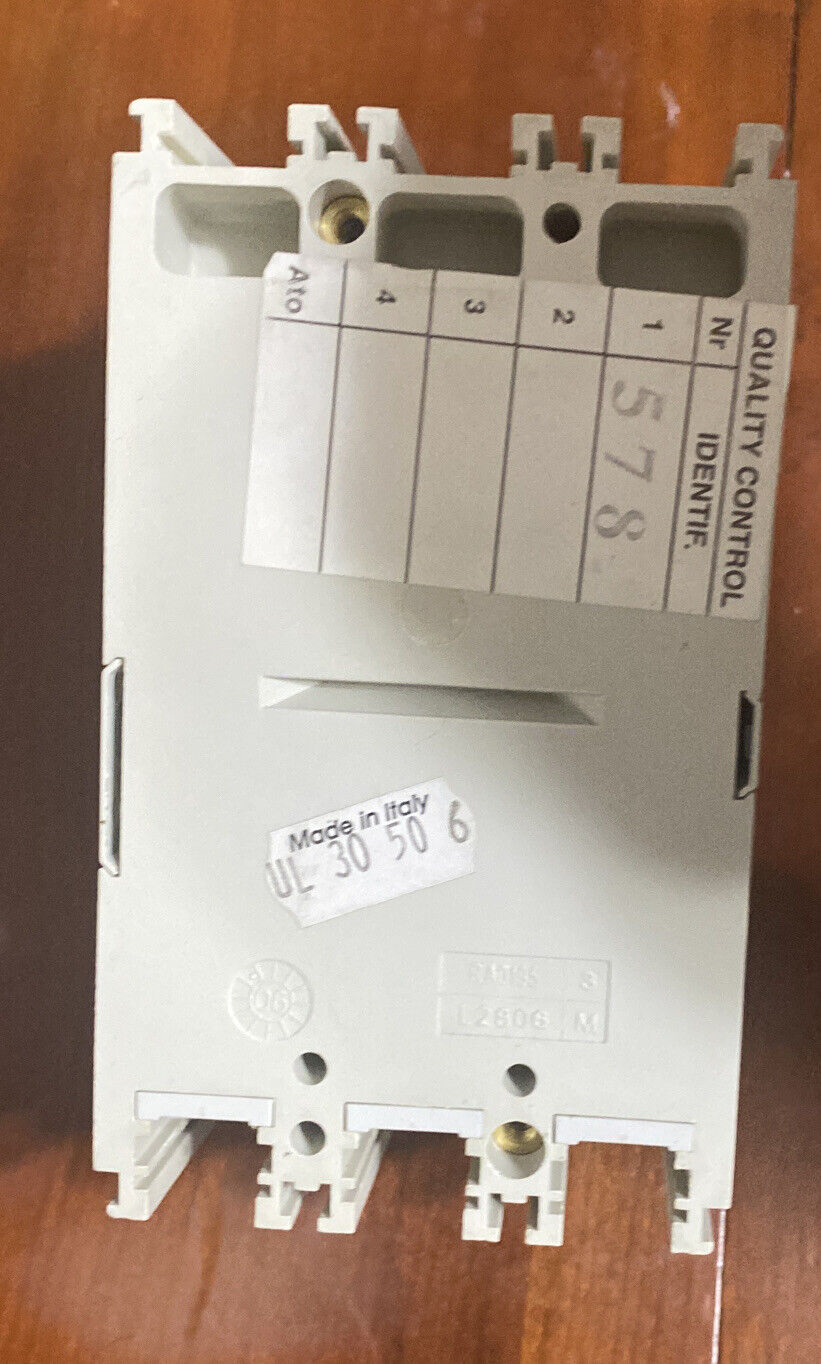 QUALITY CONTROL
Nr IDENTIF.
1 578
2
3
4
Ato
Made in Italy
UL 30 50 6
06
S
L2806 M